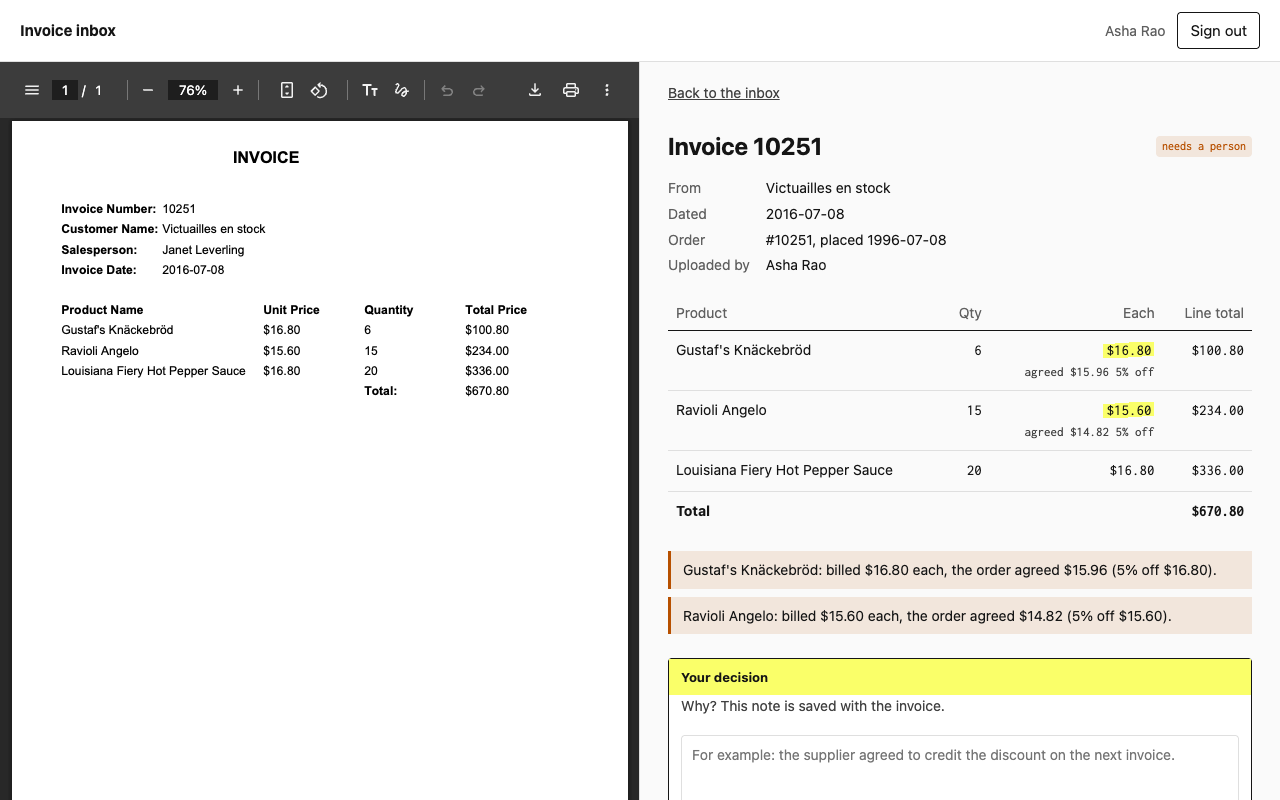 Invoice inbox
Asha Rao
Sign out
1 / 1
76%
INVOICE
Invoice Number: 10251
Customer Name: Victuailles en stock
Salesperson: Janet Leverling
Invoice Date: 2016-07-08
Product Name Unit Price Quantity Total Price
Gustaf's Knäckebröd $16.80 6 $100.80
Ravioli Angelo $15.60 15 $234.00
Louisiana Fiery Hot Pepper Sauce $16.80 20 $336.00
Total: $670.80
Back to the inbox
Invoice 10251
needs a person
From Victuailles en stock
Dated 2016-07-08
Order #10251, placed 1996-07-08
Uploaded by Asha Rao
Product Qty Each Line total
Gustaf's Knäckebröd 6 $16.80 $100.80
agreed $15.96 5% off
Ravioli Angelo 15 $15.60 $234.00
agreed $14.82 5% off
Louisiana Fiery Hot Pepper Sauce 20 $16.80 $336.00
Total $670.80
Gustaf's Knäckebröd: billed $16.80 each, the order agreed $15.96 (5% off $16.80).
Ravioli Angelo: billed $15.60 each, the order agreed $14.82 (5% off $15.60).
Your decision
Why? This note is saved with the invoice.
For example: the supplier agreed to credit the discount on the next invoice.